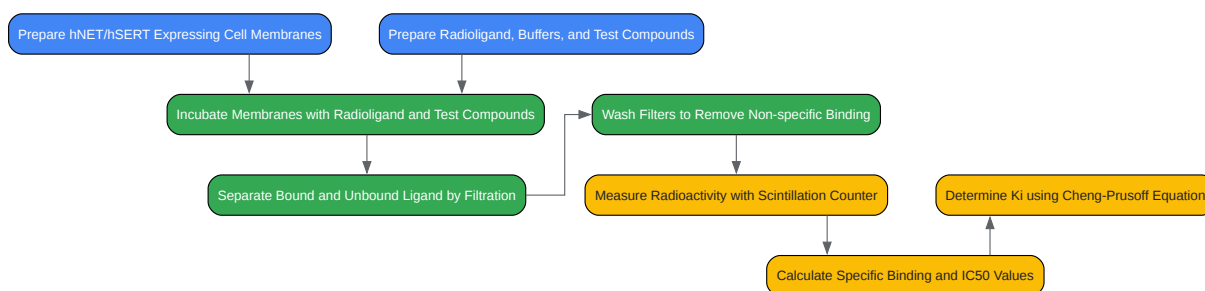 Prepare hNET/hSERT Expressing Cell Membranes
Prepare Radioligand, Buffers, and Test Compounds
Incubate Membranes with Radioligand and Test Compounds
Wash Filters to Remove Non-specific Binding
Separate Bound and Unbound Ligand by Filtration
Measure Radioactivity with Scintillation Counter
Determine Ki using Cheng-Prusoff Equation
Calculate Specific Binding and IC50 Values